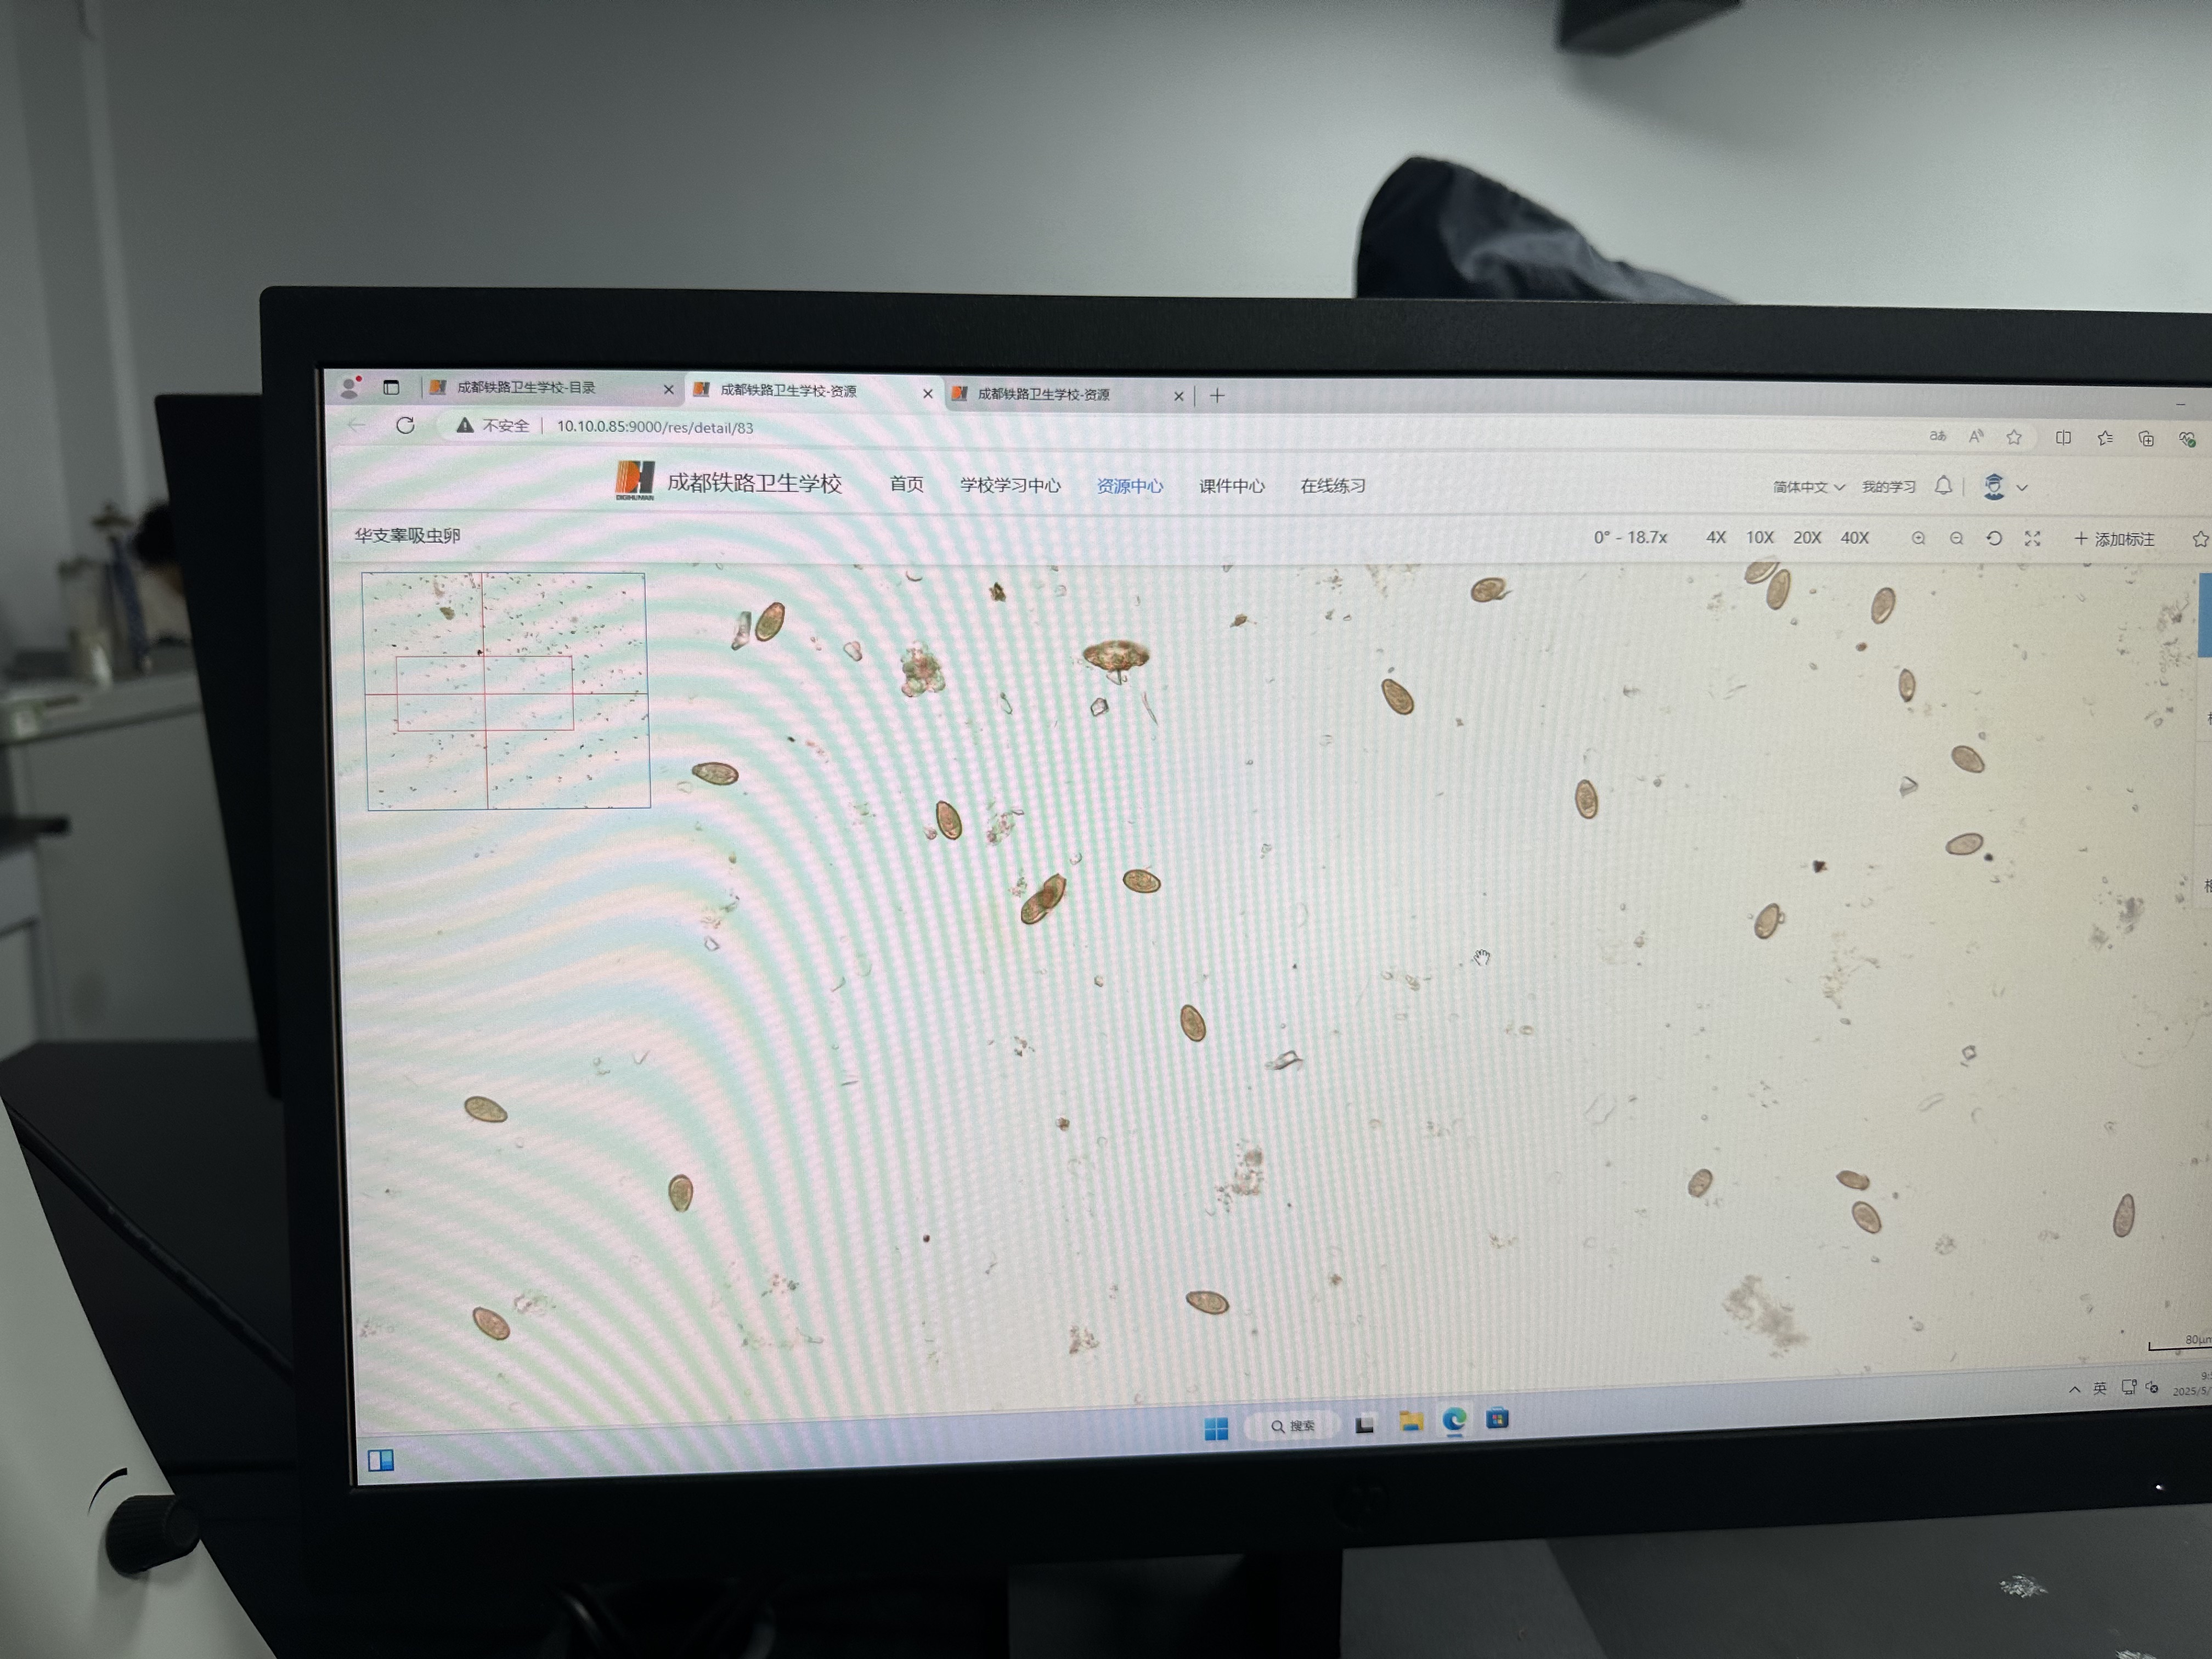 成都铁路卫生学校-目录
成都铁路卫生学校-资源
成都铁路卫生学校-资源
不安全
10.10.0.85:9000/res/detail/83
DIGIHUMAN
成都铁路卫生学校
首页
学校学习中心
资源中心
课件中心
在线练习
简体中文
我的学习
华支睾吸虫卵
0° - 18.7x
4X
10X
20X
40X
添加标注
搜索
英
2025/5/